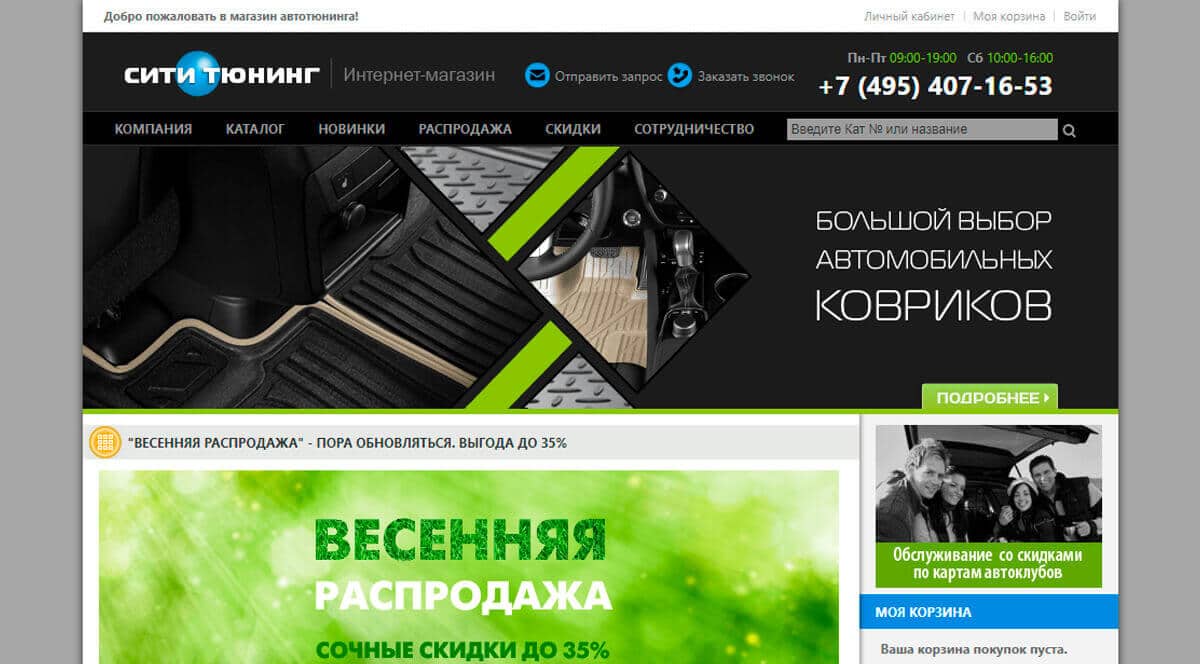 Добро пожаловать в магазин автотюнинга!
Личный кабинет | Моя корзина | Войти
СИТИ ТЮНИНГ
Интернет-магазин
Отправить запрос
Заказать звонок
Пн-Пт 09:00-19:00 Сб 10:00-16:00
+7 (495) 407-16-53
КОМПАНИЯ КАТАЛОГ НОВИНКИ РАСПРОДАЖА СКИДКИ СОТРУДНИЧЕСТВО
Введите Кат № или название
БОЛЬШОЙ ВЫБОР
АВТОМОБИЛЬНЫХ
КОВРИКОВ
ПОДРОБНЕЕ
"ВЕСЕННЯЯ РАСПРОДАЖА" - ПОРА ОБНОВЛЯТЬСЯ. ВЫГОДА ДО 35%
ВЕСЕННЯЯ
РАСПРОДАЖА
СОЧНЫЕ СКИДКИ ДО 35%
Обслуживание со скидками
по картам автоклубов
МОЯ КОРЗИНА
Ваша корзина покупок пуста.